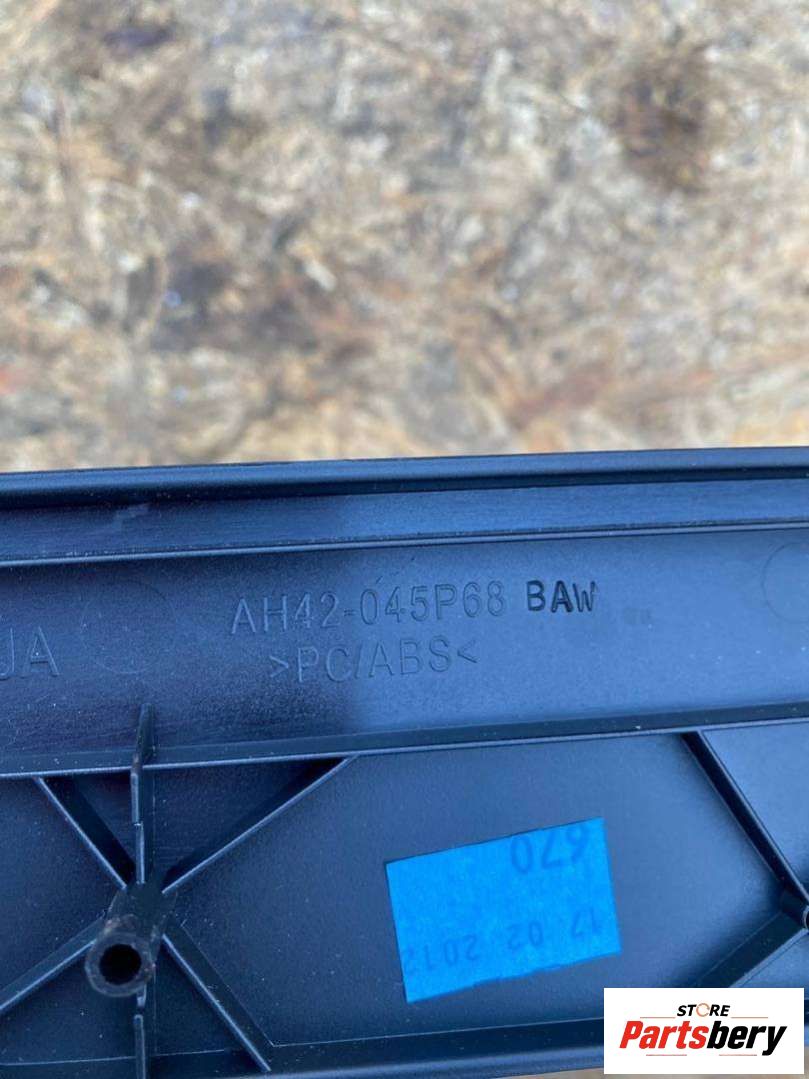 AH42-045P68 BAW
JA
>PC/ABS<
670
17 02 2012
STORE
Partsbery